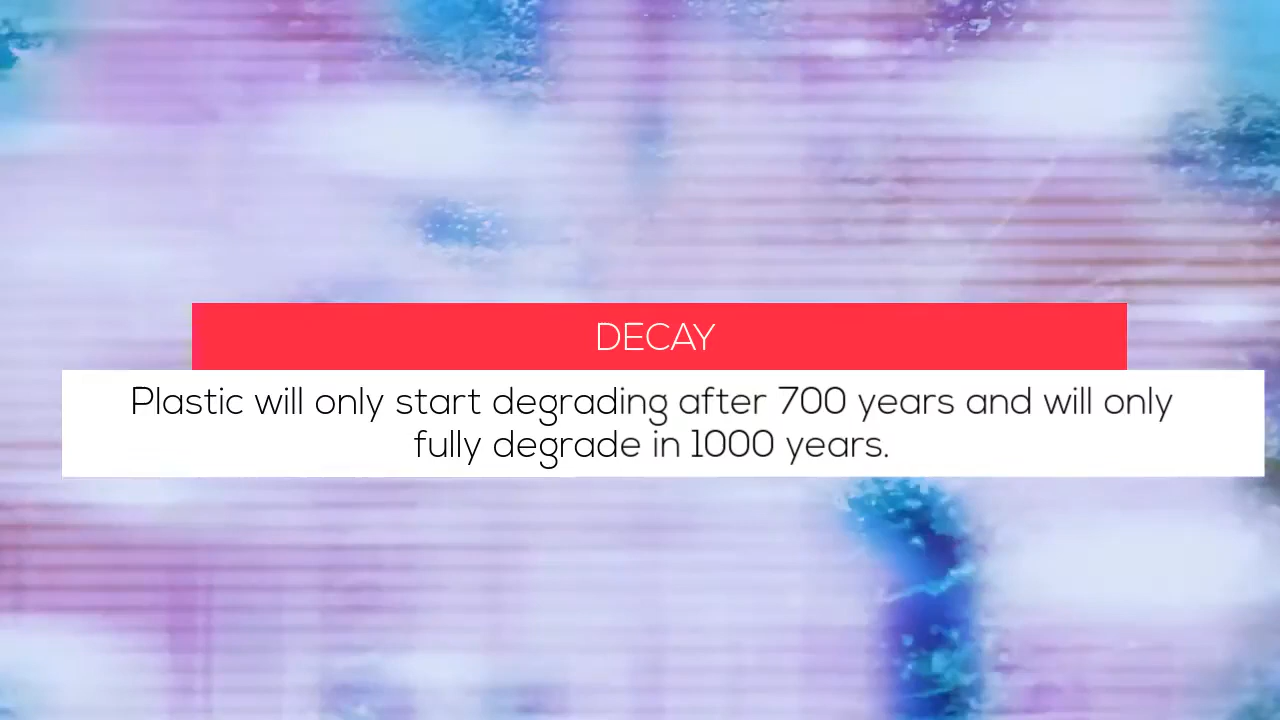 DECAY
Plastic will only start degrading after 700 years and will only
fully degrade in 1000 years.